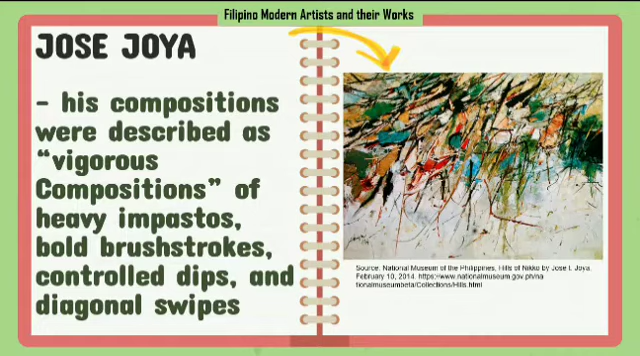 Filipino Modern Artists and their Works
JOSE JOYA
- his compositions
were described as
“vigorous
Compositions” of
heavy impastos,
bold brushstrokes,
controlled dips, and
diagonal swipes
Source: National Museum of the Philippines, Hills of Nikko by Jose T. Joya,
February 10, 2014. https://www.nationalmuseum.gov.ph/na
tionalmuseumbeta/Collections/Hills.html